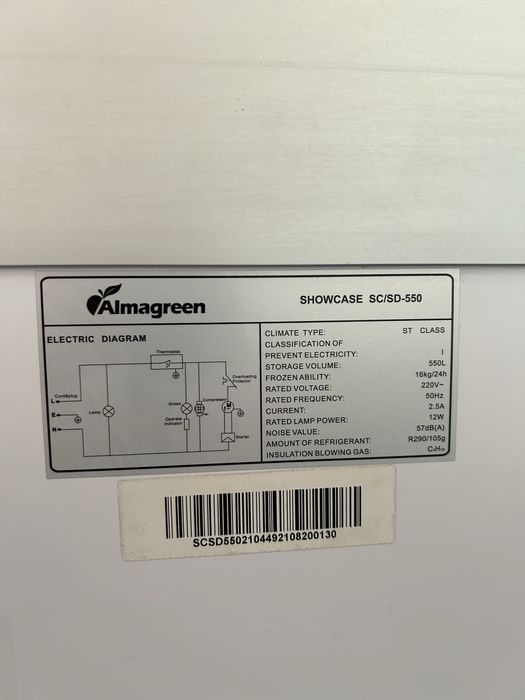 Almagreen
SHOWCASE SC/SD-550
ELECTRIC DIAGRAM
Thermostat
Cord&plug
L
E
N
Lamp
Green
Operate
Indicator
Compressor
Overloading
Protector
M
Starter
CLIMATE TYPE: ST CLASS
CLASSIFICATION OF
PREVENT ELECTRICITY: I
STORAGE VOLUME: 550L
FROZEN ABILITY: 16kg/24h
RATED VOLTAGE: 220V~
RATED FREQUENCY: 50Hz
CURRENT: 2.5A
RATED LAMP POWER: 12W
NOISE VALUE: 57dB(A)
AMOUNT OF REFRIGERANT: R290/105g
INSULATION BLOWING GAS: C₅H₁₀
SCSD5502104492108200130